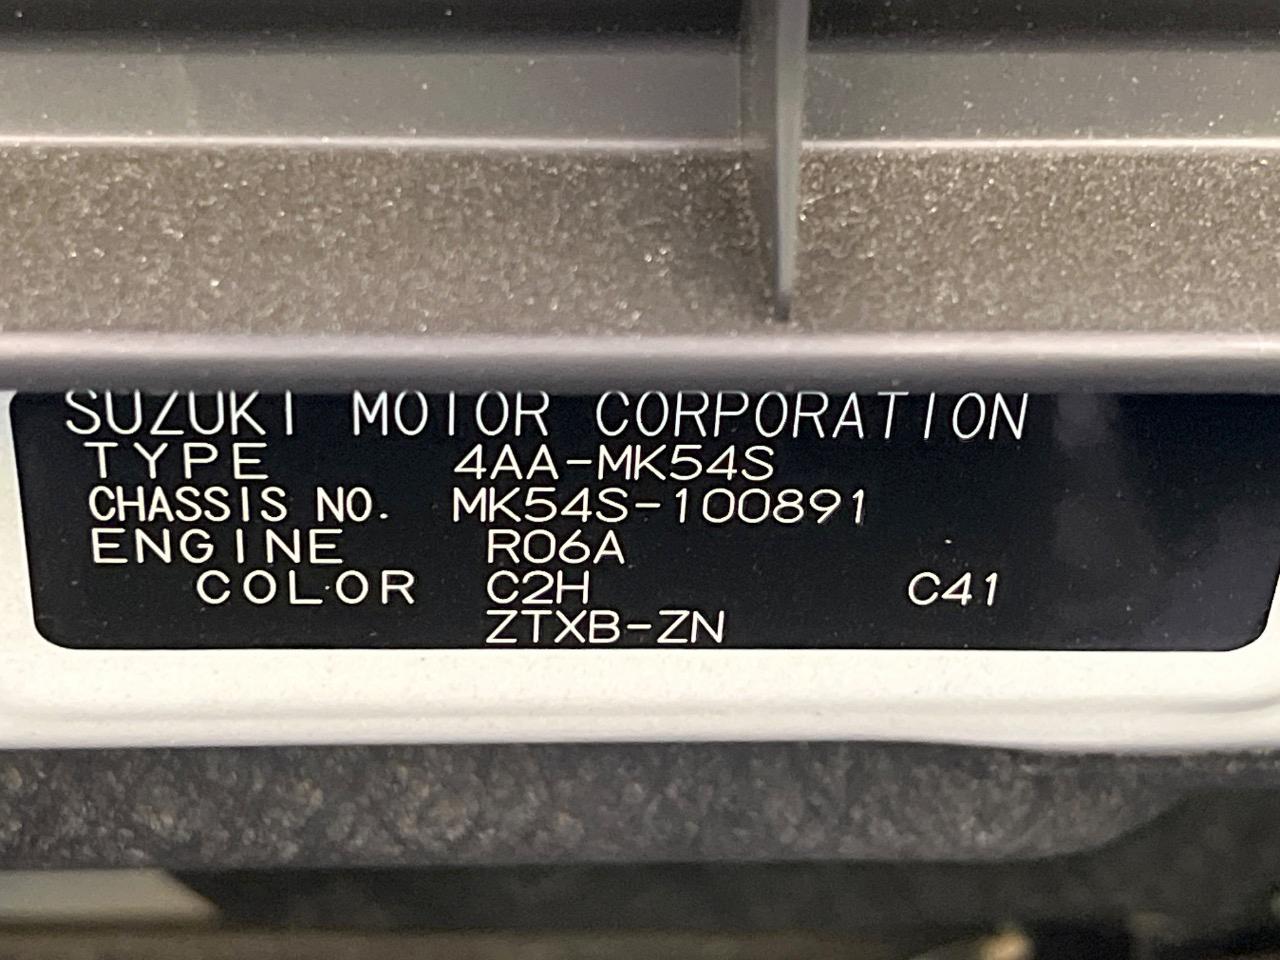 SUZUKI MOTOR CORPORATION
TYPE 4AA-MK54S
CHASSIS NO. MK54S-100891
ENGINE R06A
COLOR C2H C41
ZTXB-ZN